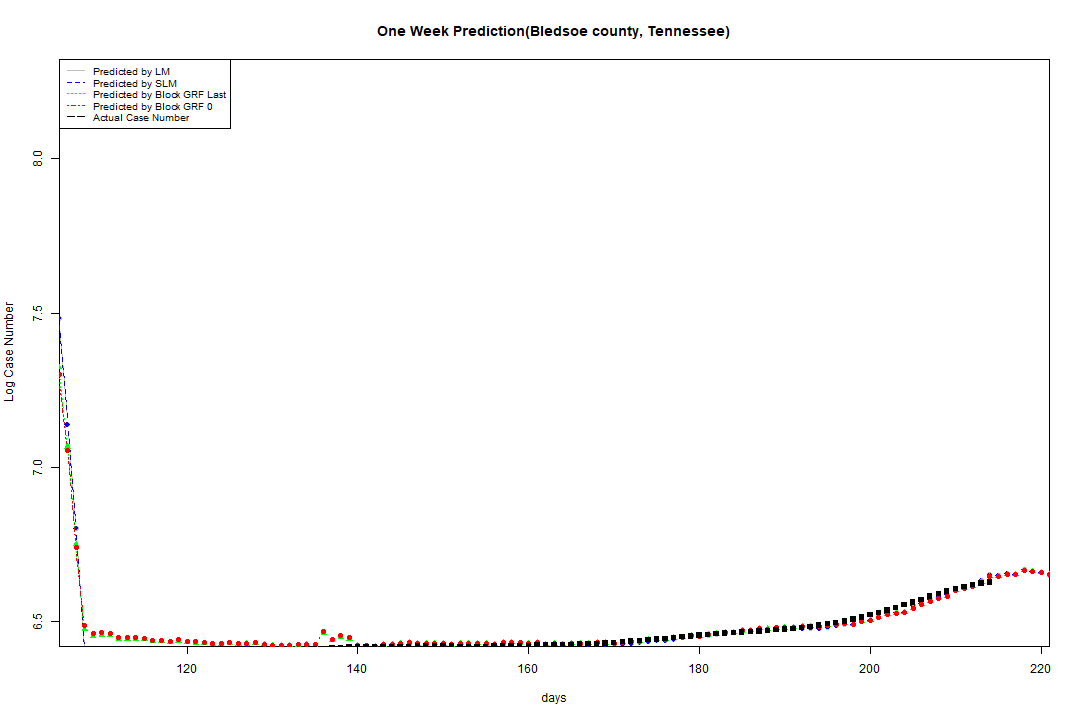 One Week Prediction(Bledsoe county, Tennessee)
Predicted by LM
Predicted by SLM
Predicted by Block GRF Last
Predicted by Block GRF 0
Actual Case Number
8.0
7.5
7.0
6.5
Log Case Number
120 140 160 180 200 220
days